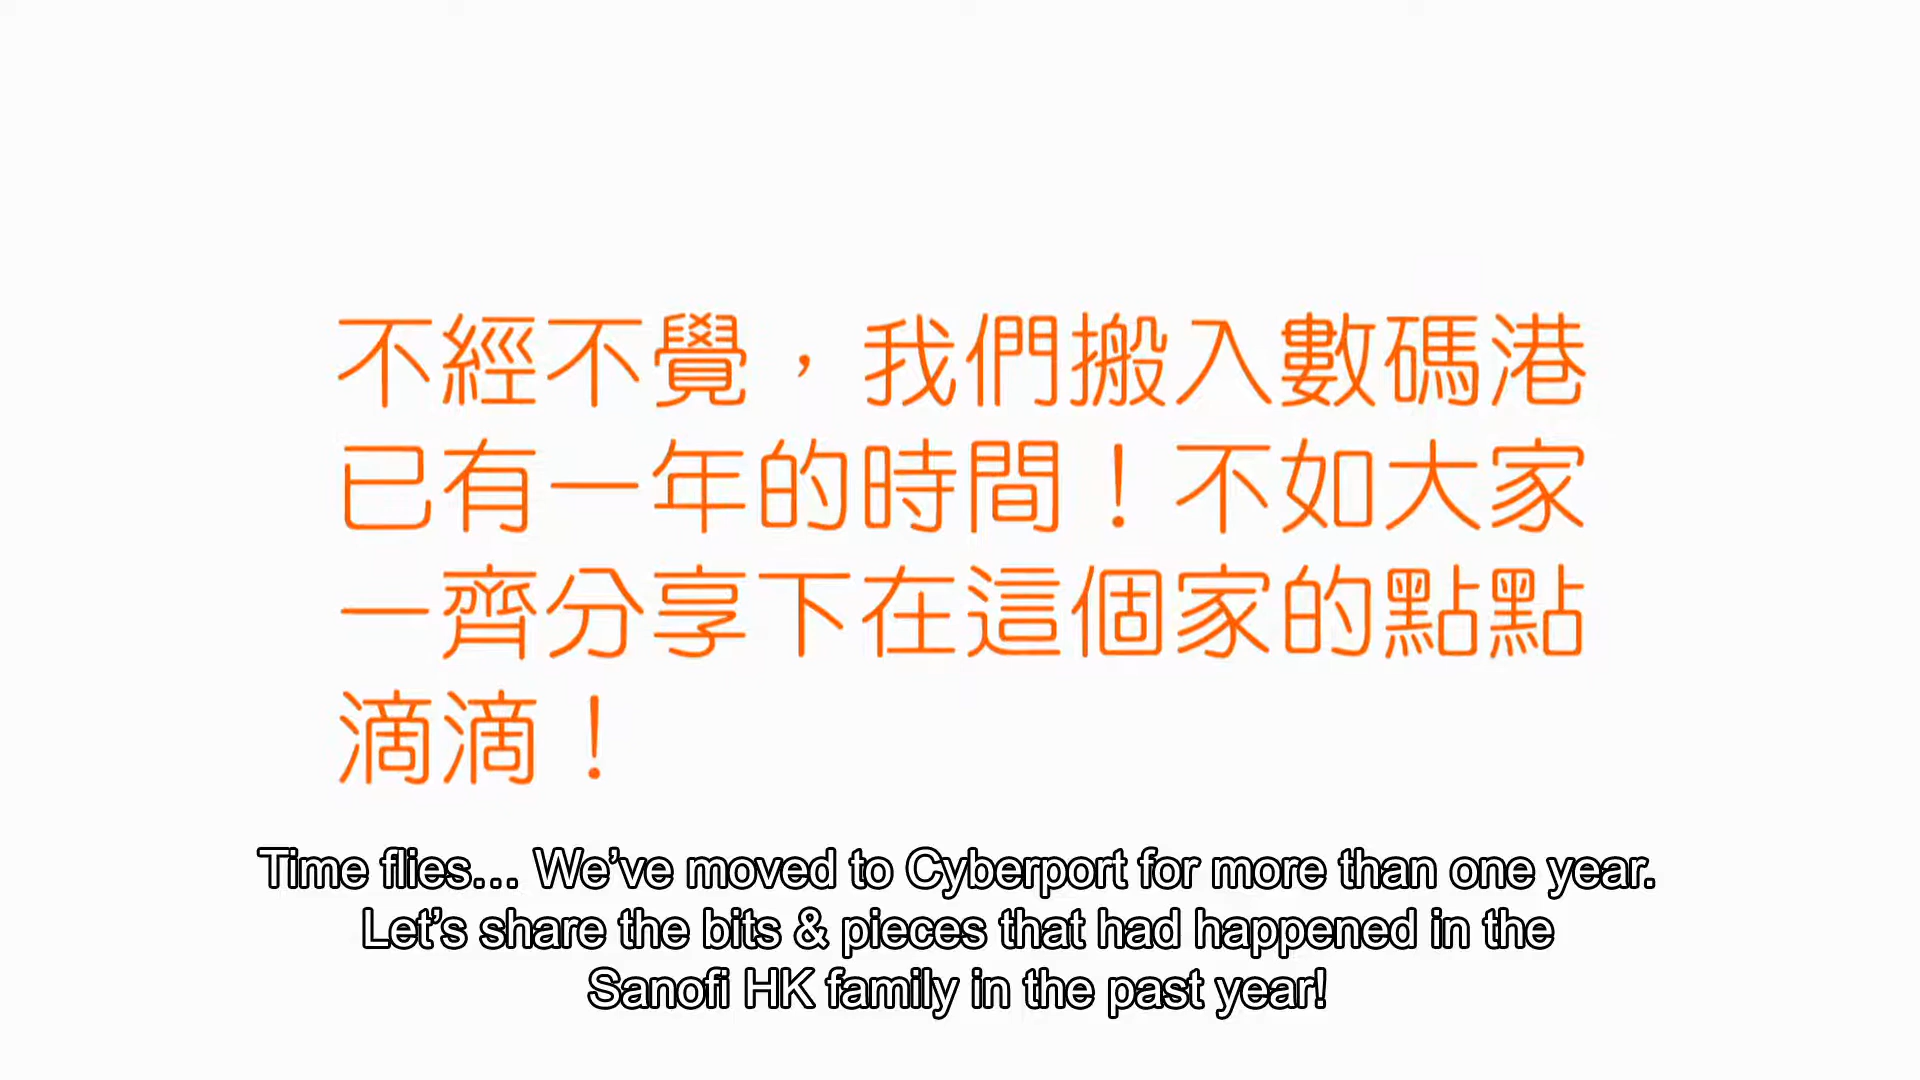 不經不覺，我們搬入數碼港
已有一年的時間！不如大家
一齊分享下在這個家的點點
滴滴！
Time flies… We’ve moved to Cyberport for more than one year.
Let’s share the bits & pieces that had happened in the
Sanofi HK family in the past year!